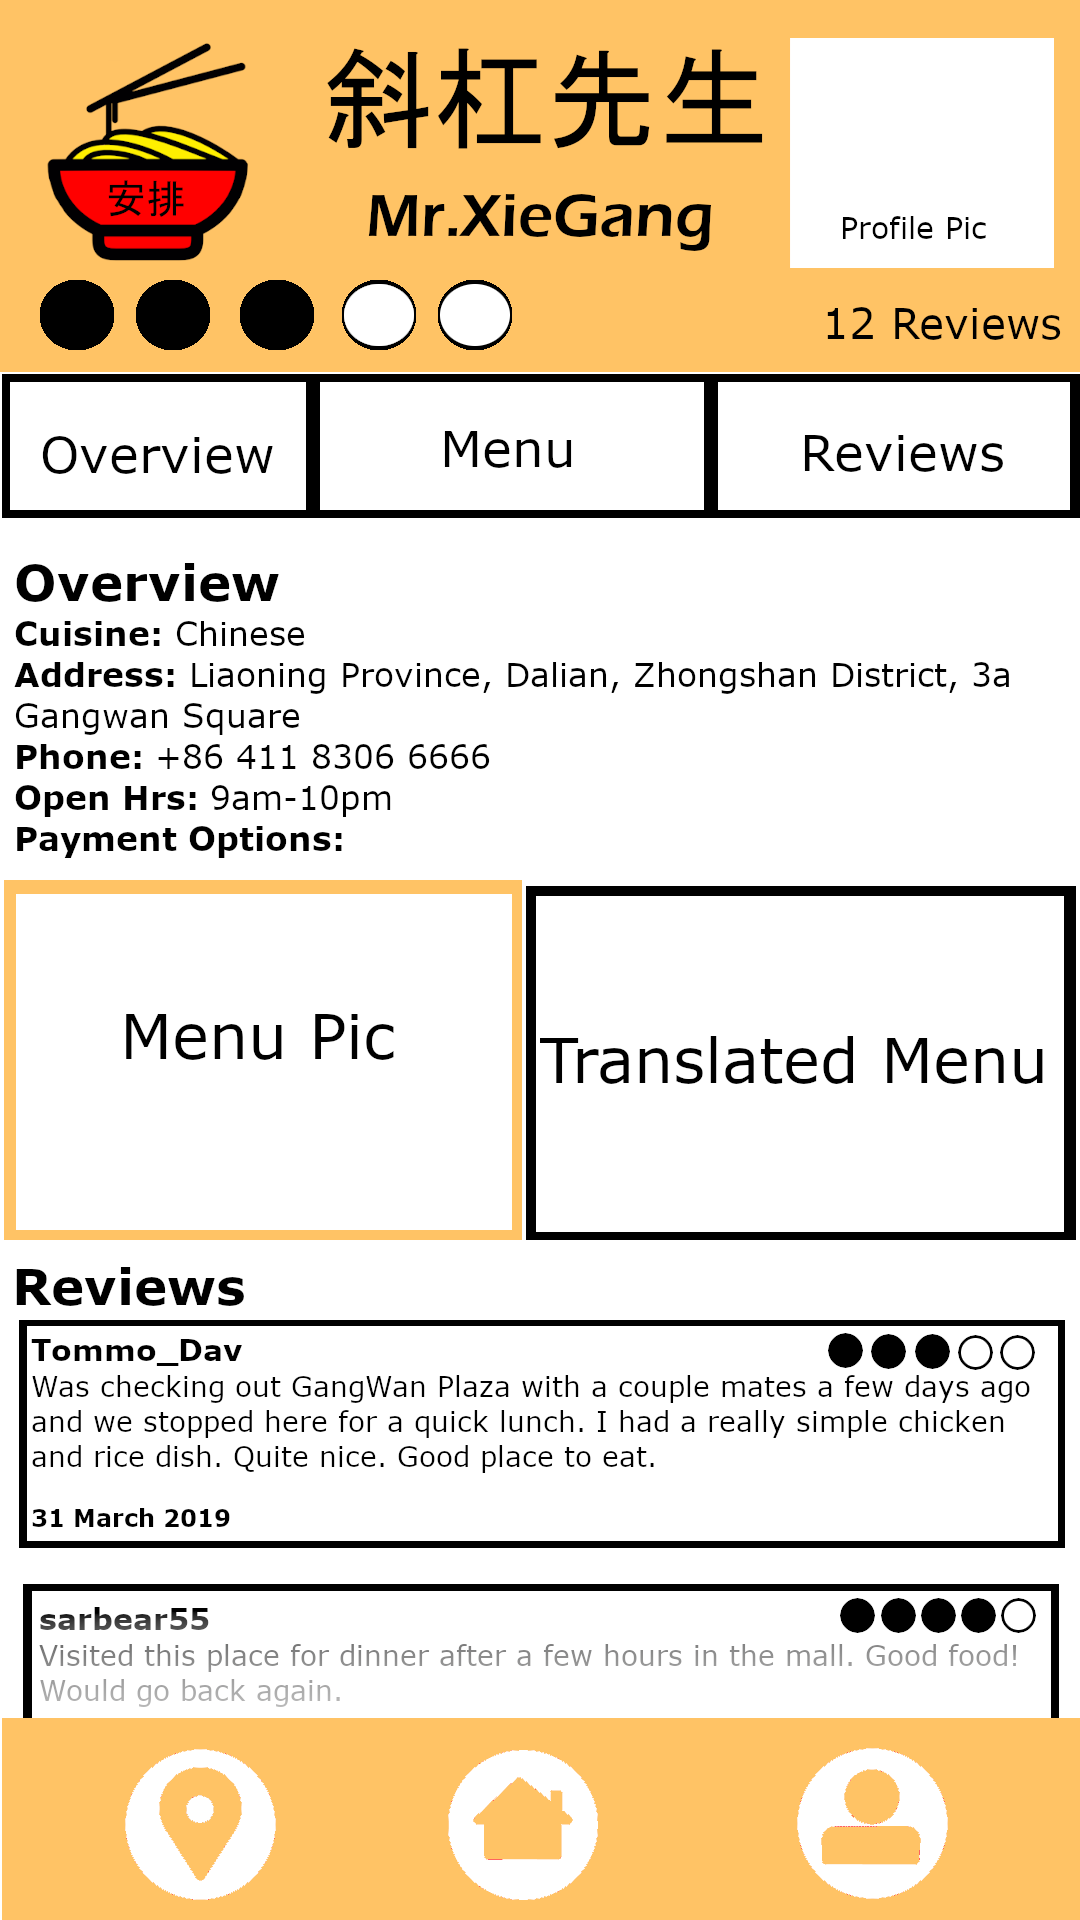 斜杠先生
安排
Mr.XieGang
Profile Pic
12 Reviews
Overview
Menu
Reviews
Overview
Cuisine: Chinese
Address: Liaoning Province, Dalian, Zhongshan District, 3a
Gangwan Square
Phone: +86 411 8306 6666
Open Hrs: 9am-10pm
Payment Options:
Menu Pic
Translated Menu
Reviews
Tommo_Dav
Was checking out GangWan Plaza with a couple mates a few days ago
and we stopped here for a quick lunch. I had a really simple chicken
and rice dish. Quite nice. Good place to eat.
31 March 2019
sarbear55
Visited this place for dinner after a few hours in the mall. Good food!
Would go back again.